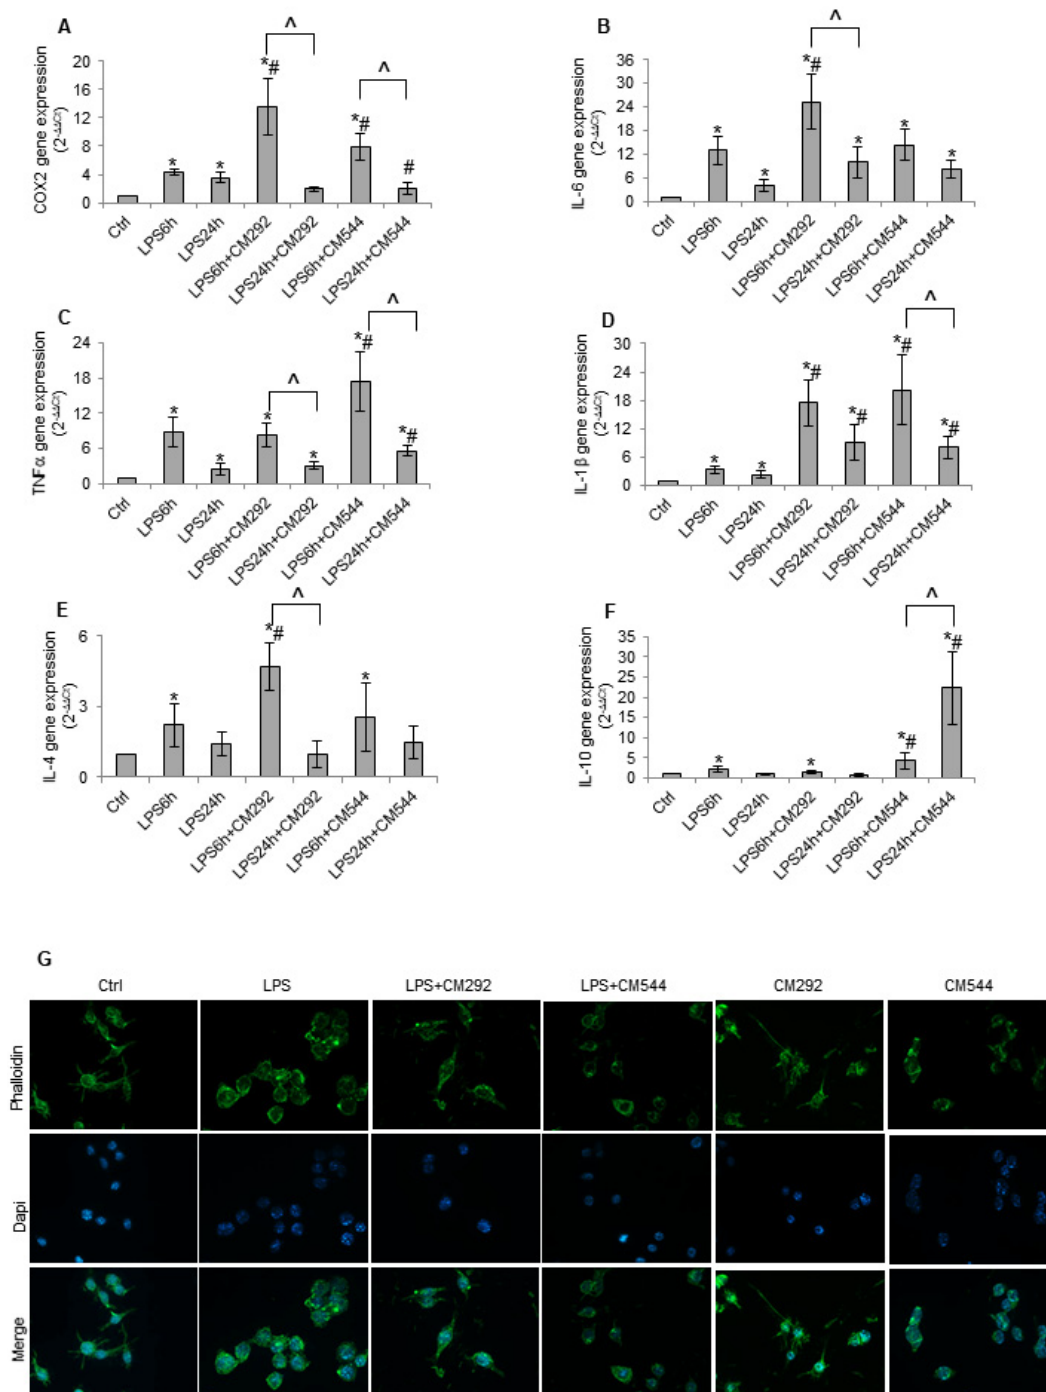 A
COX2 gene expression
(2-ΔΔCt)
20
16
12
8
4
0
*
*
*#
*#
#
^
^
Ctrl
LPS6h
LPS24h
LPS6h+CM292
LPS24h+CM292
LPS6h+CM544
LPS24h+CM544
B
IL-6 gene expression
(2-ΔΔCt)
36
30
24
18
12
6
0
*
*
*#
*
*
*
^
Ctrl
LPS6h
LPS24h
LPS6h+CM292
LPS24h+CM292
LPS6h+CM544
LPS24h+CM544
C
TNFα gene expression
(2-ΔΔCt)
24
18
12
6
0
*
*
*
*
*#
*#
^
^
Ctrl
LPS6h
LPS24h
LPS6h+CM292
LPS24h+CM292
LPS6h+CM544
LPS24h+CM544
D
IL-1β gene expression
(2-ΔΔCt)
30
24
18
12
6
0
*
*
*#
*#
*#
*#
^
Ctrl
LPS6h
LPS24h
LPS6h+CM292
LPS24h+CM292
LPS6h+CM544
LPS24h+CM544
E
IL-4 gene expression
(2-ΔΔCt)
6
3
0
*
*#
*
^
Ctrl
LPS6h
LPS24h
LPS6h+CM292
LPS24h+CM292
LPS6h+CM544
LPS24h+CM544
F
IL-10 gene expression
(2-ΔΔCt)
35
30
25
20
15
10
5
0
*
*
*#
*#
^
Ctrl
LPS6h
LPS24h
LPS6h+CM292
LPS24h+CM292
LPS6h+CM544
LPS24h+CM544
G
Ctrl LPS LPS+CM292 LPS+CM544 CM292 CM544
Phalloidin
Dapi
Merge